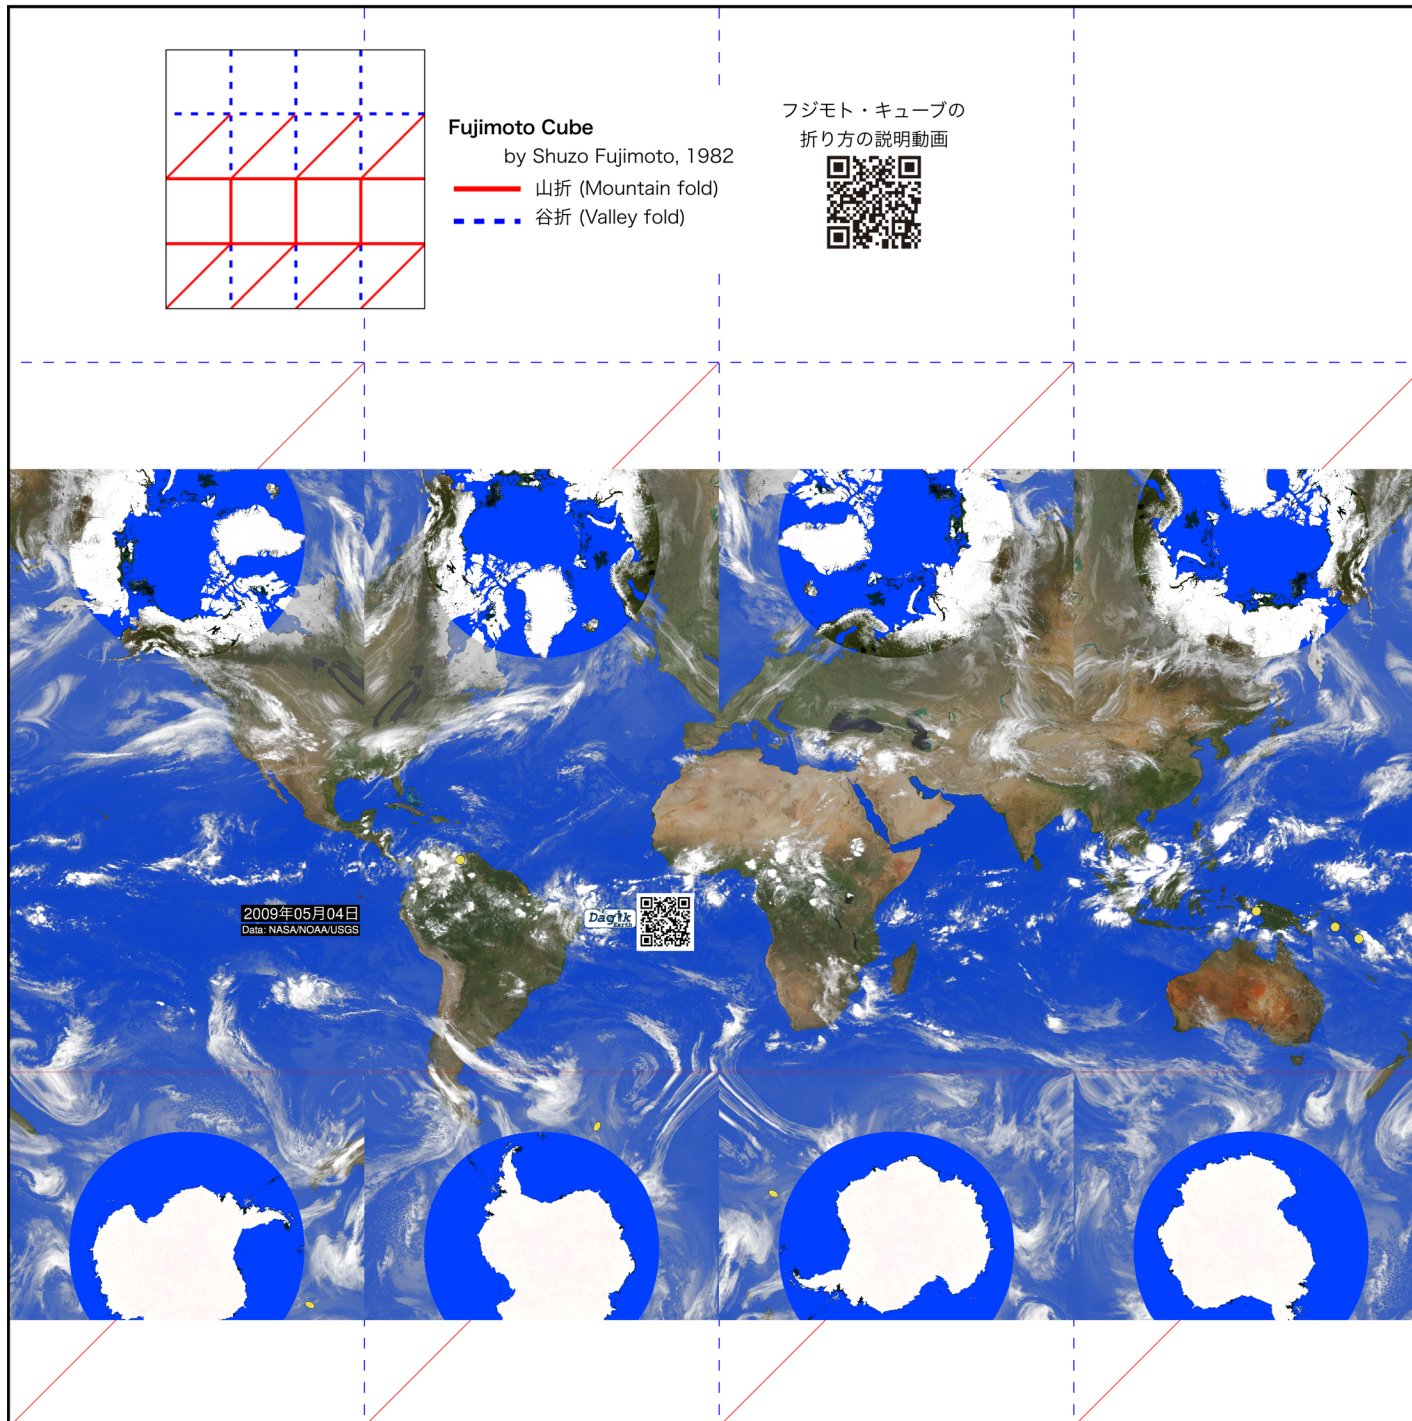 Fujimoto Cube
by Shuzo Fujimoto, 1982
山折 (Mountain fold)
谷折 (Valley fold)
フジモト・キューブの
折り方の説明動画
2009年05月04日
Data: NASA/NOAA/USGS
Dagik
Earth